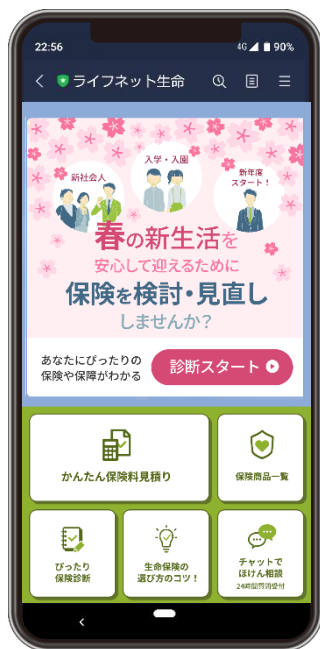 22:56
4G 90%
ライフネット生命
新社会人
入学・入園
新年度
スタート!
春の新生活を
安心して迎えるために
保険を検討・見直し
しませんか?
あなたにぴったりの
保険や保障がわかる
診断スタート
かんたん保険料見積り
保険商品一覧
ぴったり
保険診断
生命保険の
選び方のコツ!
チャットで
ほけん相談
24時間質問受付